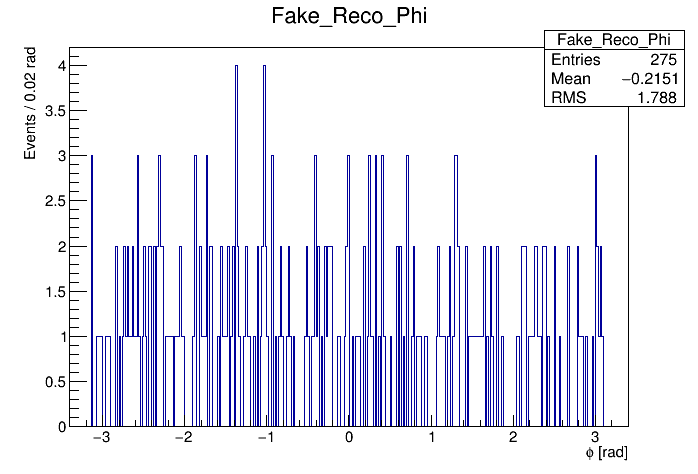 Fake_Reco_Phi
Fake_Reco_Phi
Entries 275
Mean −0.2151
RMS 1.788
Events / 0.02 rad
4
3.5
3
2.5
2
1.5
1
0.5
0
−3 −2 −1 0 1 2 3
ϕ [rad]